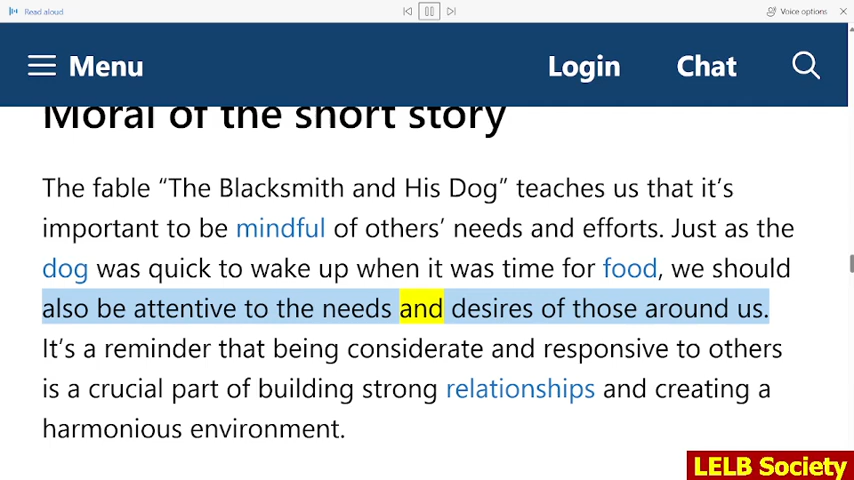 Read aloud
Voice options
Menu
Login
Chat
Moral of the short story
The fable “The Blacksmith and His Dog” teaches us that it’s
important to be mindful of others’ needs and efforts. Just as the
dog was quick to wake up when it was time for food, we should
also be attentive to the needs and desires of those around us.
It’s a reminder that being considerate and responsive to others
is a crucial part of building strong relationships and creating a
harmonious environment.
LELB Society